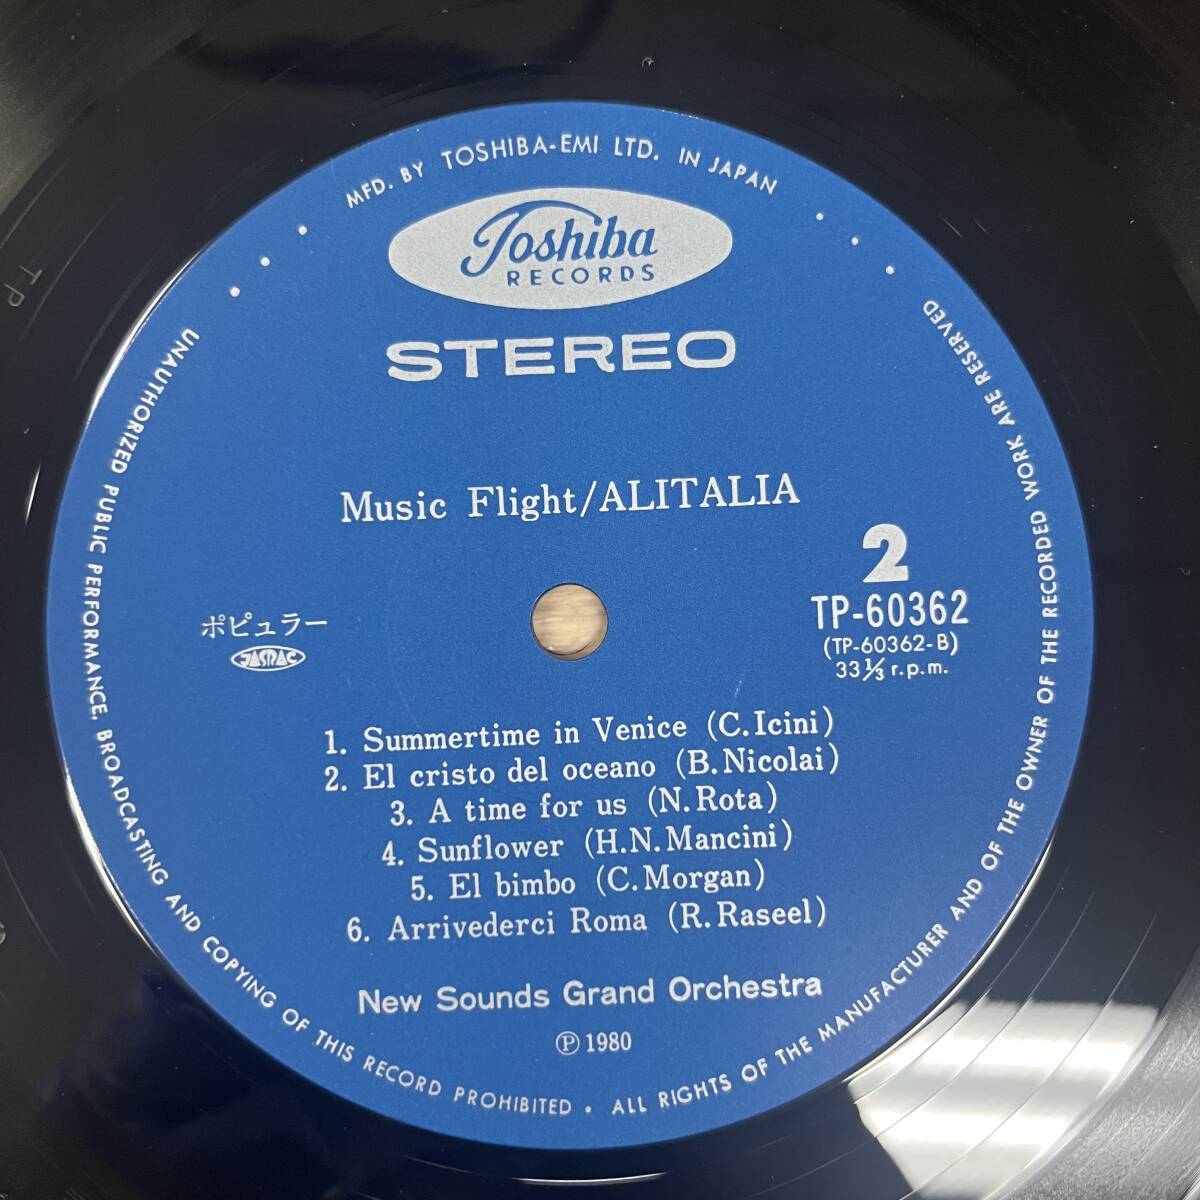 MFD. BY TOSHIBA-EMI LTD. IN JAPAN
Toshiba
RECORDS
STEREO
Music Flight/ALITALIA
2
TP-60362
(TP-60362-B)
33⅓ r.p.m.
ポピュラー
JASRAC
1. Summertime in Venice (C.Icini)
2. El cristo del oceano (B.Nicolai)
3. A time for us (N.Rota)
4. Sunflower (H.N.Mancini)
5. El bimbo (C.Morgan)
6. Arrivederci Roma (R.Raseel)
New Sounds Grand Orchestra
Ⓟ 1980
UNAUTHORIZED PUBLIC PERFORMANCE, BROADCASTING AND COPYING OF THIS RECORD PROHIBITED • ALL RIGHTS OF THE MANUFACTURER AND OF THE OWNER OF THE RECORDED WORK ARE RESERVED
TP